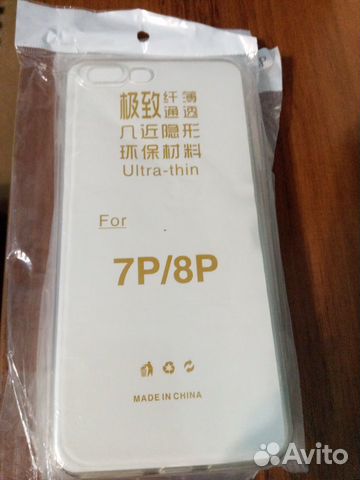 极致纤薄通透
几近隐形
环保材料
Ultra-thin
For
7P/8P
MADE IN CHINA
Avito